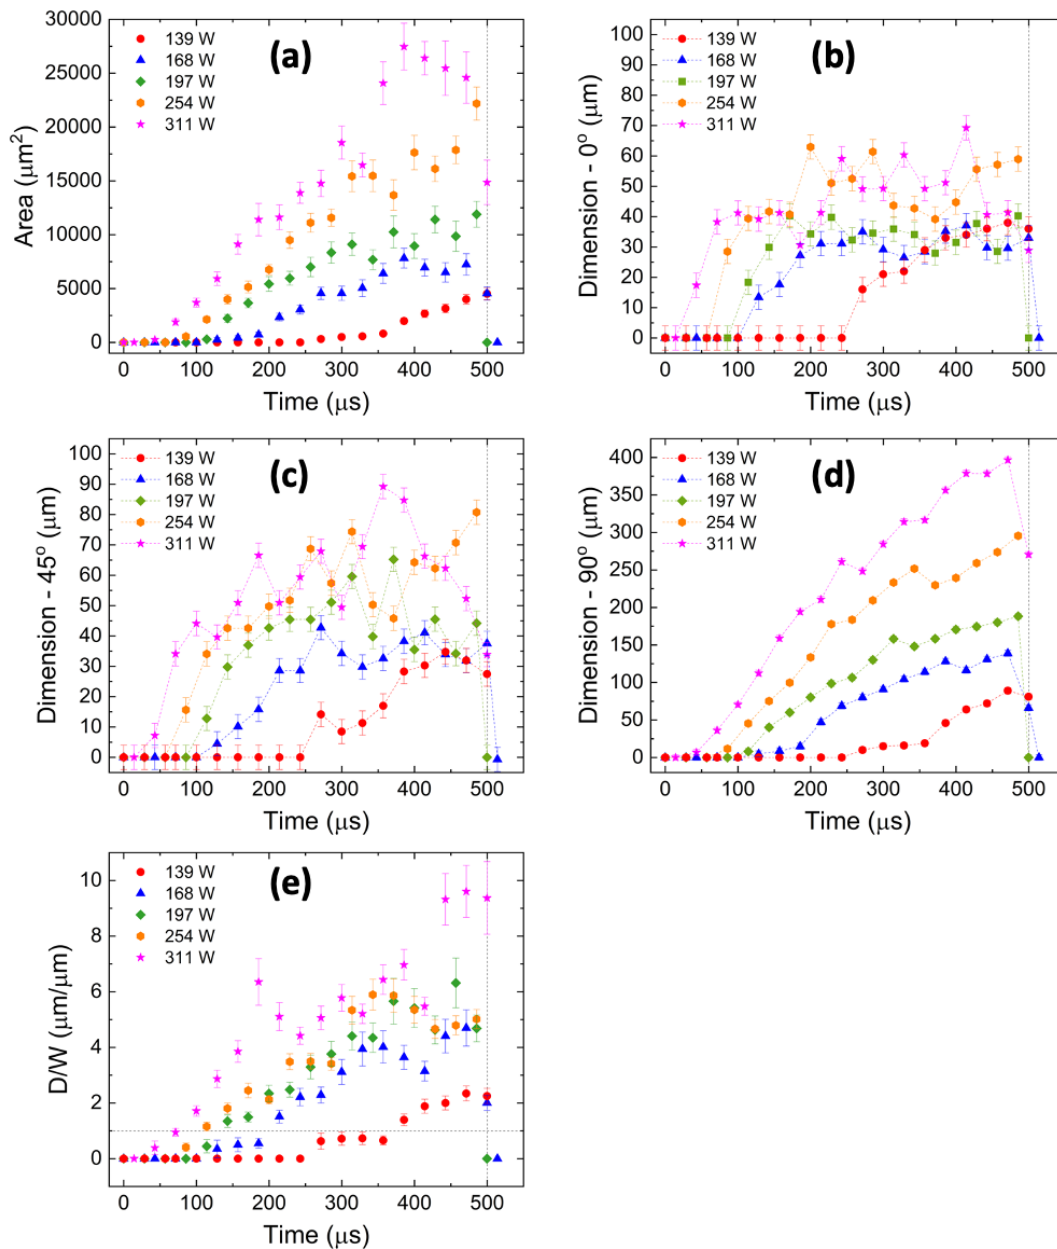 (a)
Area (μm²)
30000
25000
20000
15000
10000
5000
0
139 W
168 W
197 W
254 W
311 W
0 100 200 300 400 500
Time (μs)
(b)
Dimension - 0° (μm)
100
90
80
70
60
50
40
30
20
10
0
139 W
168 W
197 W
254 W
311 W
0 100 200 300 400 500
Time (μs)
(c)
Dimension - 45° (μm)
100
90
80
70
60
50
40
30
20
10
0
139 W
168 W
197 W
254 W
311 W
0 100 200 300 400 500
Time (μs)
(d)
Dimension - 90° (μm)
400
350
300
250
200
150
100
50
0
139 W
168 W
197 W
254 W
311 W
0 100 200 300 400 500
Time (μs)
(e)
D/W (μm/μm)
10
8
6
4
2
0
139 W
168 W
197 W
254 W
311 W
0 100 200 300 400 500
Time (μs)